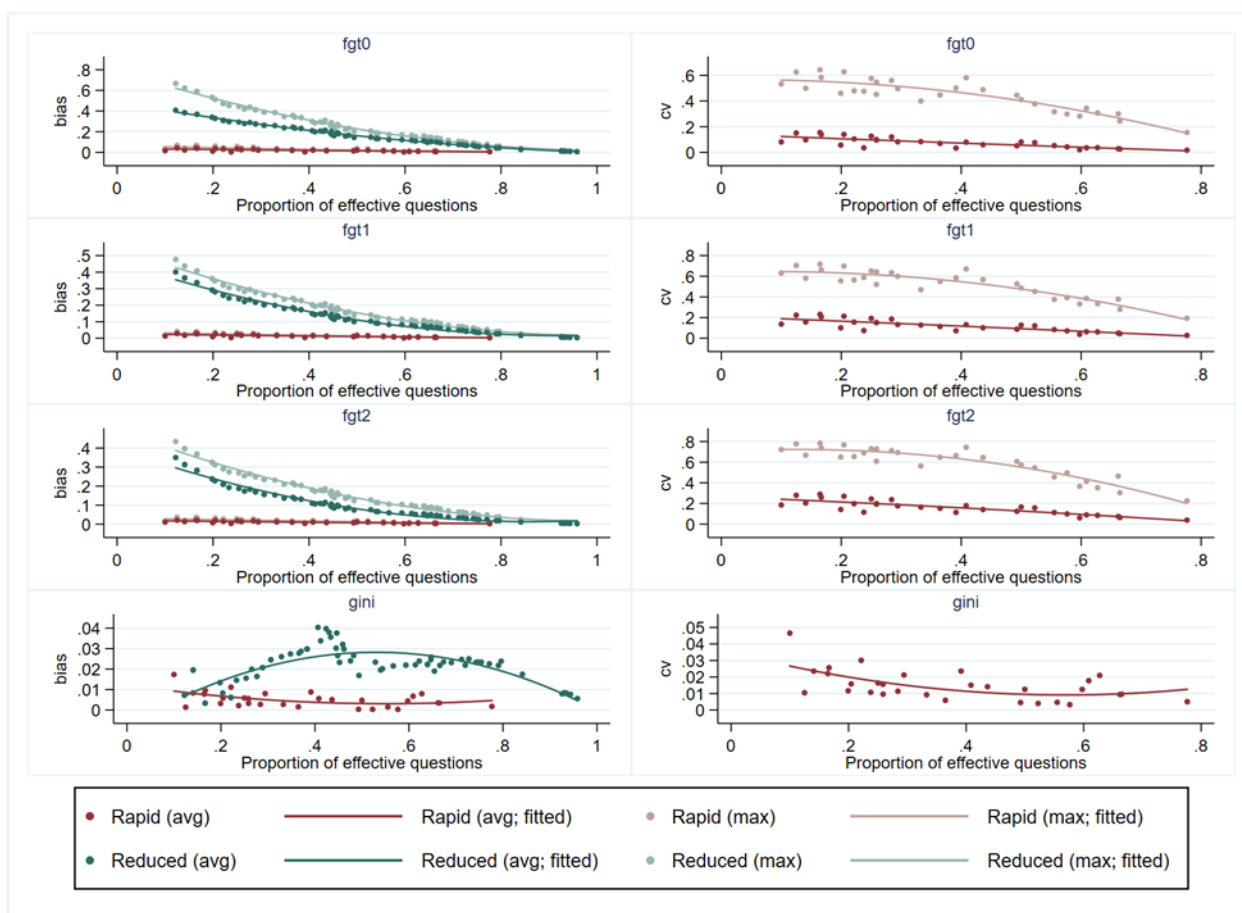 fgt0
bias
.8
.6
.4
.2
0
0 .2 .4 .6 .8 1
Proportion of effective questions
fgt0
cv
.6
.4
.2
0
0 .2 .4 .6 .8
Proportion of effective questions
fgt1
bias
.5
.4
.3
.2
.1
0
0 .2 .4 .6 .8 1
Proportion of effective questions
fgt1
cv
.8
.6
.4
.2
0
0 .2 .4 .6 .8
Proportion of effective questions
fgt2
bias
.4
.3
.2
.1
0
0 .2 .4 .6 .8 1
Proportion of effective questions
fgt2
cv
.8
.6
.4
.2
0
0 .2 .4 .6 .8
Proportion of effective questions
gini
bias
.04
.03
.02
.01
0
0 .2 .4 .6 .8 1
Proportion of effective questions
gini
cv
.05
.04
.03
.02
.01
0
0 .2 .4 .6 .8
Proportion of effective questions
Rapid (avg) Rapid (avg; fitted) Rapid (max) Rapid (max; fitted)
Reduced (avg) Reduced (avg; fitted) Reduced (max) Reduced (max; fitted)